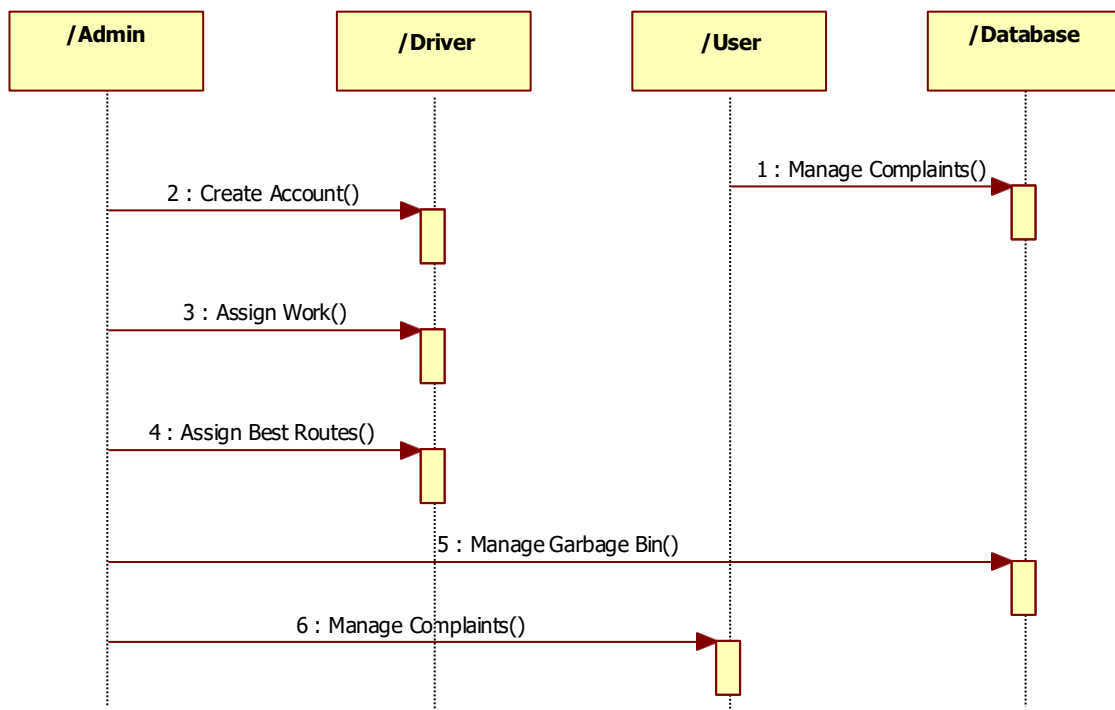 /Admin
/Driver
/User
/Database
1 : Manage Complaints()
2 : Create Account()
3 : Assign Work()
4 : Assign Best Routes()
5 : Manage Garbage Bin()
6 : Manage Complaints()